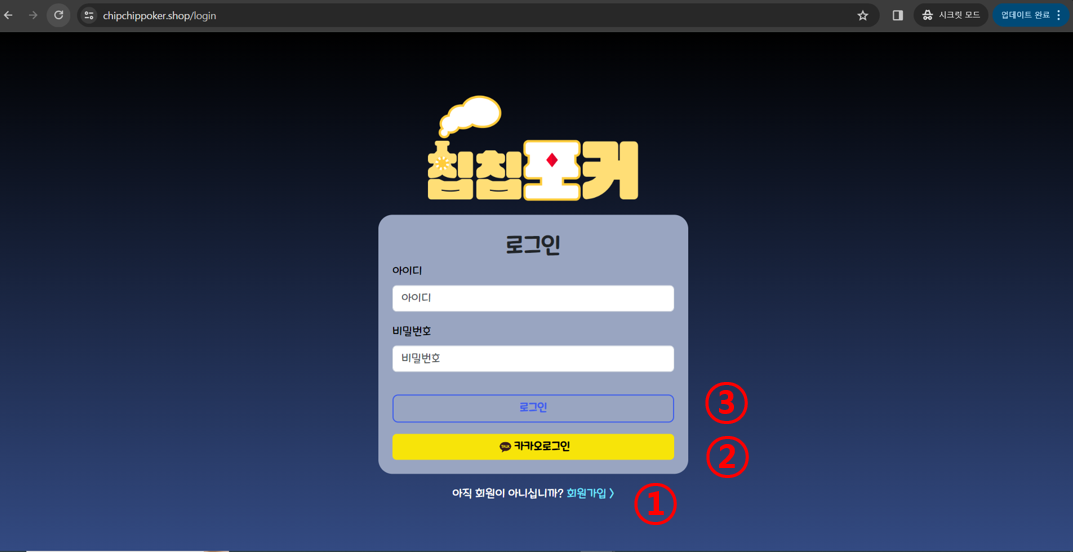 chipchippoker.shop/login
시크릿 모드
업데이트 완료
칩칩포커
로그인
아이디
아이디
비밀번호
비밀번호
로그인
③
TALK 카카오로그인
②
아직 회원이 아니십니까? 회원가입 〉
①